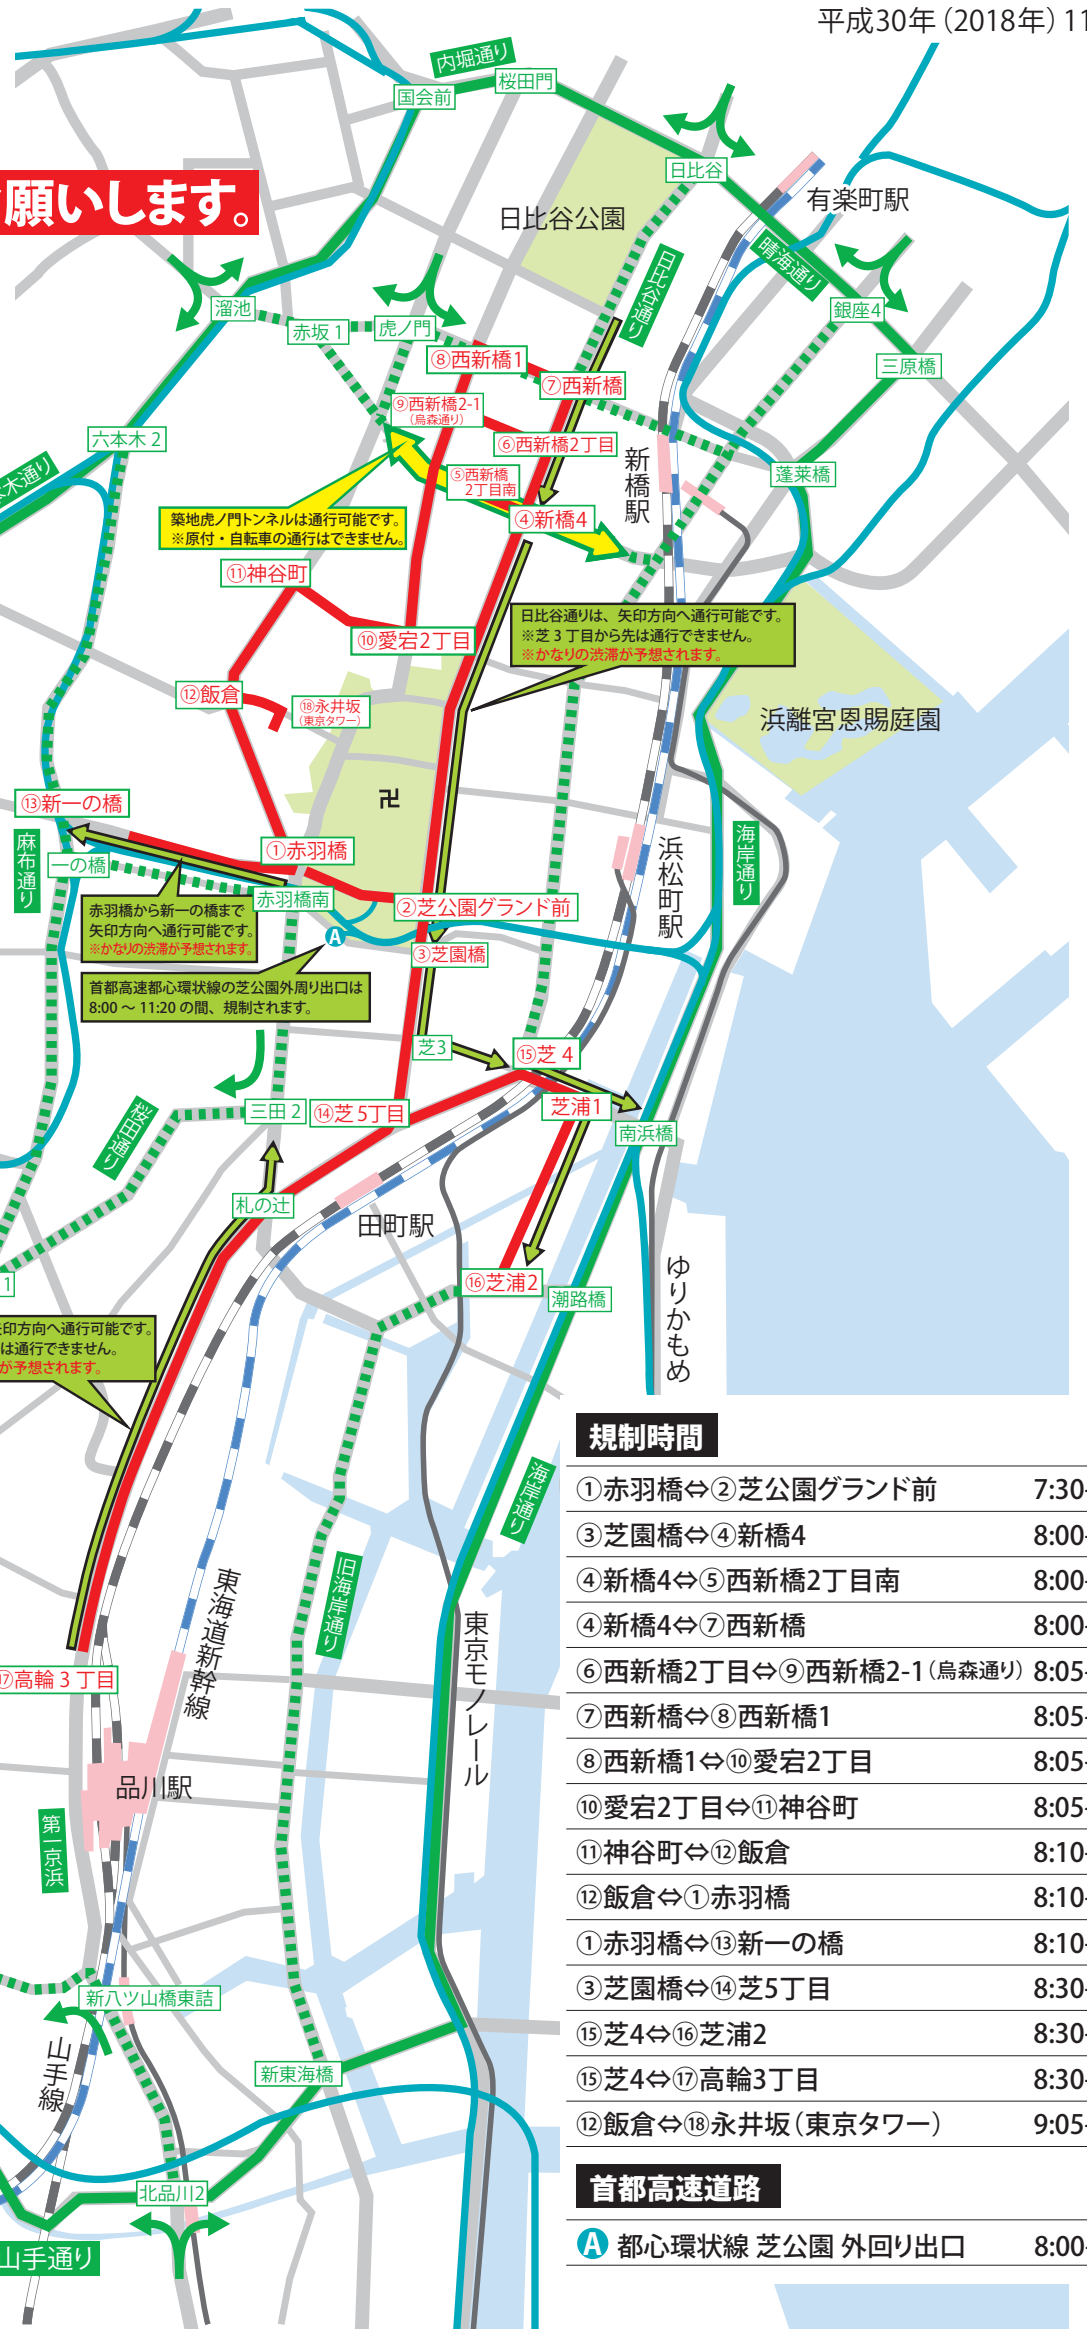 平成30年（2018年）11
内堀通り
桜田門
国会前
日比谷
有楽町駅
願いします。
日比谷公園
晴海通り
日比谷通り
溜池
赤坂 1
虎ノ門
銀座4
三原橋
⑧西新橋1
⑦西新橋
⑨西新橋2-1
（烏森通り）
六本木 2
木通り
⑥西新橋2丁目
新橋駅
⑤西新橋
2丁目南
蓬莱橋
築地虎ノ門トンネルは通行可能です。
※原付・自転車の通行はできません。
④新橋4
⑪神谷町
⑩愛宕2丁目
日比谷通りは、矢印方向へ通行可能です。
※芝 3 丁目から先は通行できません。
※かなりの渋滞が予想されます。
⑫飯倉
⑱永井坂
（東京タワー）
浜離宮恩賜庭園
卍
⑬新一の橋
麻布通り
一の橋
①赤羽橋
浜松町駅
海岸通り
赤羽橋南
②芝公園グランド前
赤羽橋から新一の橋まで
矢印方向へ通行可能です。
※かなりの渋滞が予想されます。
A
③芝園橋
首都高速都心環状線の芝公園外周り出口は
8:00 ～ 11:20 の間、規制されます。
芝3
⑮芝 4
桜田通り
三田 2
⑭芝 5丁目
芝浦1
南浜橋
札の辻
田町駅
1
⑯芝浦2
潮路橋
ゆりかもめ
矢印方向へ通行可能です。
は通行できません。
が予想されます。
規制時間
①赤羽橋⇔②芝公園グランド前 7:30-
③芝園橋⇔④新橋4 8:00-
④新橋4⇔⑤西新橋2丁目南 8:00-
④新橋4⇔⑦西新橋 8:00-
⑥西新橋2丁目⇔⑨西新橋2-1（烏森通り） 8:05-
⑦西新橋⇔⑧西新橋1 8:05-
⑧西新橋1⇔⑩愛宕2丁目 8:05-
⑩愛宕2丁目⇔⑪神谷町 8:05-
⑪神谷町⇔⑫飯倉 8:10-
⑫飯倉⇔①赤羽橋 8:10-
①赤羽橋⇔⑬新一の橋 8:10-
③芝園橋⇔⑭芝5丁目 8:30-
⑮芝4⇔⑯芝浦2 8:30-
⑮芝4⇔⑰高輪3丁目 8:30-
⑫飯倉⇔⑱永井坂（東京タワー） 9:05-
首都高速道路
A 都心環状線 芝公園 外回り出口 8:00-
海岸通り
旧海岸通り
東海道新幹線
東京モノレール
⑰高輪 3 丁目
品川駅
第一京浜
新八ツ山橋東詰
山手線
新東海橋
北品川2
山手通り